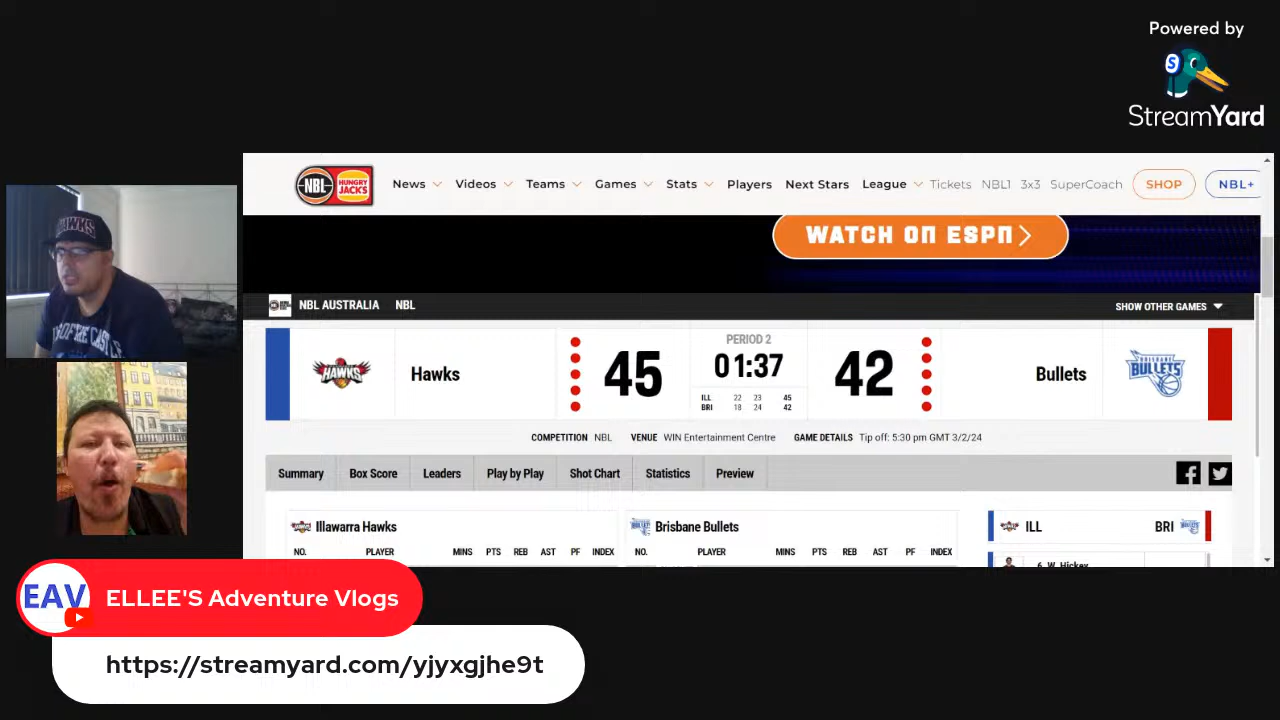 Powered by
StreamYard
NBL HUNGRY JACK'S News Videos Teams Games Stats Players Next Stars League Tickets NBL1 3x3 SuperCoach SHOP NBL+
WATCH ON ESPN
NBL AUSTRALIA NBL SHOW OTHER GAMES
HAWKS
PERIOD 2
HAWKS Hawks 45 01:37 42 Bullets BRISBANE BULLETS
ILL 22 23 45
BRI 18 24 42
COMPETITION NBL VENUE WIN Entertainment Centre GAME DETAILS Tip off: 5:30 pm GMT 3/2/24
Summary Box Score Leaders Play by Play Shot Chart Statistics Preview
Illawarra Hawks Brisbane Bullets ILL BRI
NO. PLAYER MINS PTS REB AST PF INDEX NO. PLAYER MINS PTS REB AST PF INDEX
6. W. Hickey
EAV ELLEE'S Adventure Vlogs
https://streamyard.com/yjyxgjhe9t